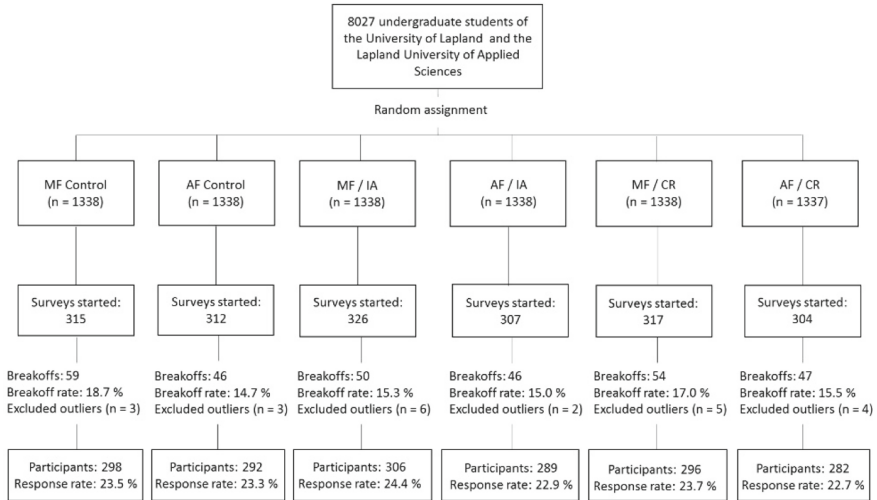 8027 undergraduate students of
the University of Lapland and the
Lapland University of Applied
Sciences
Random assignment
MF Control
(n = 1338)
AF Control
(n = 1338)
MF / IA
(n = 1338)
AF / IA
(n = 1338)
MF / CR
(n = 1338)
AF / CR
(n = 1337)
Surveys started:
315
Surveys started:
312
Surveys started:
326
Surveys started:
307
Surveys started:
317
Surveys started:
304
Breakoffs: 59
Breakoff rate: 18.7 %
Excluded outliers (n = 3)
Breakoffs: 46
Breakoff rate: 14.7 %
Excluded outliers (n = 3)
Breakoffs: 50
Breakoff rate: 15.3 %
Excluded outliers (n = 6)
Breakoffs: 46
Breakoff rate: 15.0 %
Excluded outliers (n = 2)
Breakoffs: 54
Breakoff rate: 17.0 %
Excluded outliers (n = 5)
Breakoffs: 47
Breakoff rate: 15.5 %
Excluded outliers (n = 4)
Participants: 298
Response rate: 23.5 %
Participants: 292
Response rate: 23.3 %
Participants: 306
Response rate: 24.4 %
Participants: 289
Response rate: 22.9 %
Participants: 296
Response rate: 23.7 %
Participants: 282
Response rate: 22.7 %